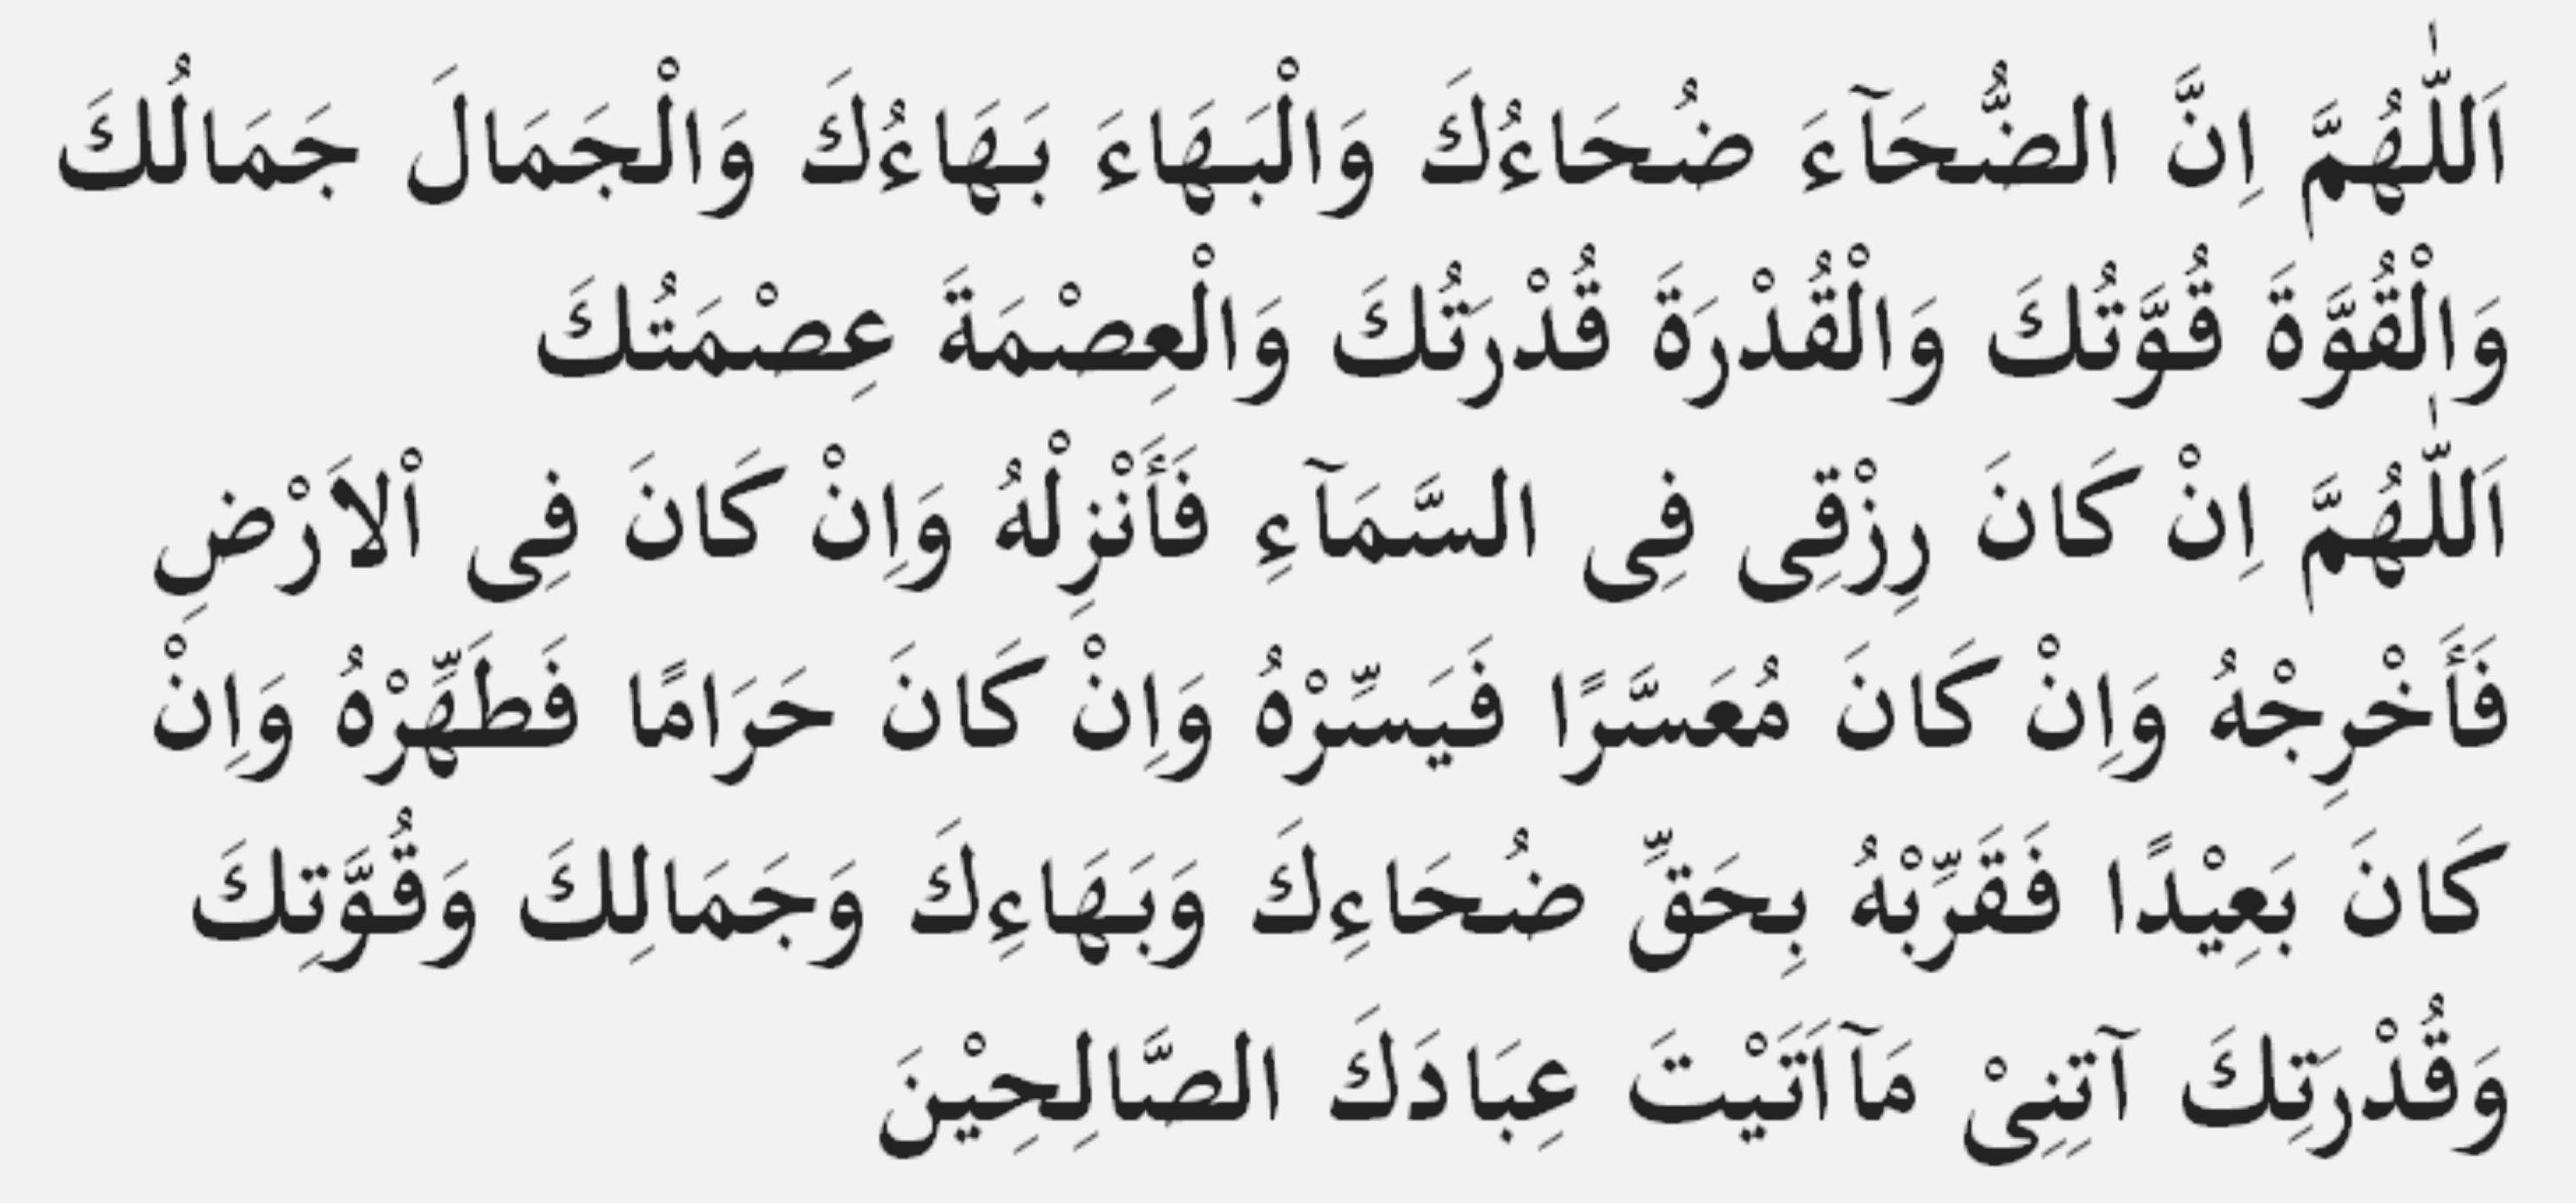 اَللّٰهُمَّ اِنَّ الضُّحَآءَ ضُحَاءُكَ وَالْبَهَاءَ بَهَاءُكَ وَالْجَمَالَ جَمَالُكَ
وَالْقُوَّةَ قُوَّتُكَ وَالْقُدْرَةَ قُدْرَتُكَ وَالْعِصْمَةَ عِصْمَتُكَ
اَللّٰهُمَّ اِنْ كَانَ رِزْقِى فِى السَّمَآءِ فَأَنْزِلْهُ وَاِنْ كَانَ فِى اْلاَرْضِ
فَأَخْرِجْهُ وَاِنْ كَانَ مُعَسَّرًا فَيَسِّرْهُ وَاِنْ كَانَ حَرَامًا فَطَهِّرْهُ وَاِنْ
كَانَ بَعِيْدًا فَقَرِّبْهُ بِحَقِّ ضُحَاءِكَ وَبَهَاءِكَ وَجَمَالِكَ وَقُوَّتِكَ
وَقُدْرَتِكَ آتِنِىْ مَآاَتَيْتَ عِبَادَكَ الصَّالِحِيْنَ